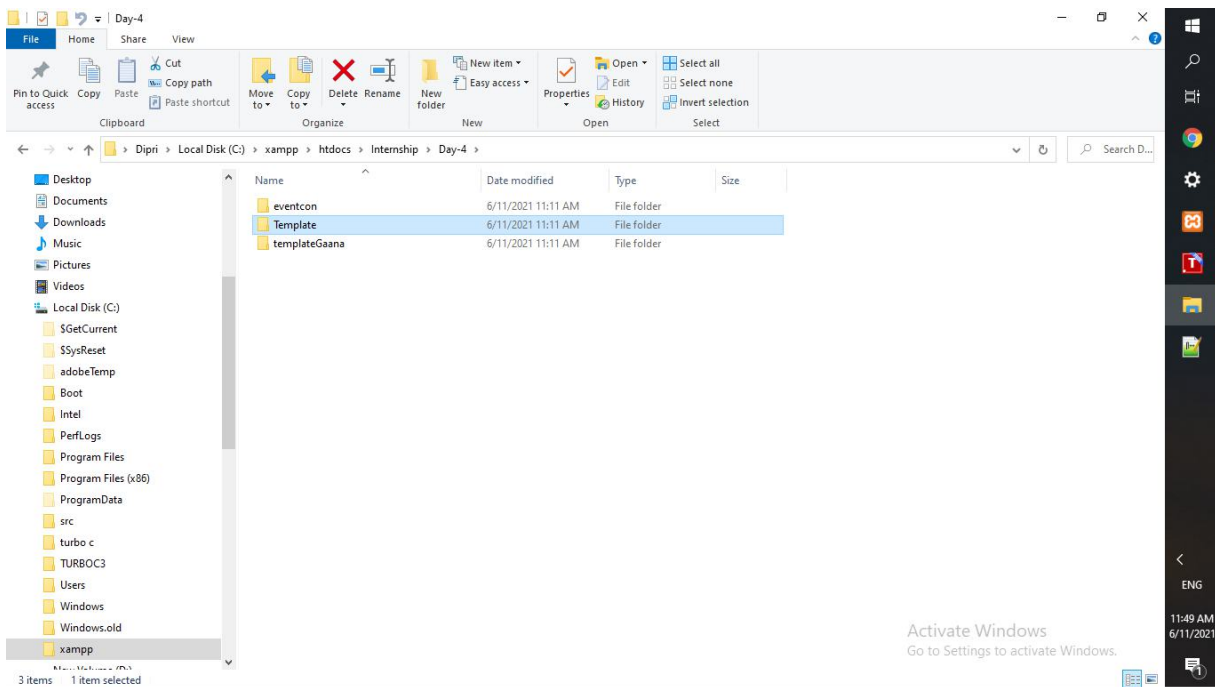 Day-4
File Home Share View
Pin to Quick access
Copy
Paste
Cut
Copy path
Paste shortcut
Clipboard
Move to
Copy to
Delete
Rename
Organize
New folder
New item
Easy access
New
Properties
Open
Edit
History
Open
Select all
Select none
Invert selection
Select
Dipri > Local Disk (C:) > xampp > htdocs > Internship > Day-4 >
Search D...
Desktop
Documents
Downloads
Music
Pictures
Videos
Local Disk (C:)
$GetCurrent
$SysReset
adobeTemp
Boot
Intel
PerfLogs
Program Files
Program Files (x86)
ProgramData
src
turbo c
TURBOC3
Users
Windows
Windows.old
xampp
New Volume (D:)
Name Date modified Type Size
eventcon 6/11/2021 11:11 AM File folder
Template 6/11/2021 11:11 AM File folder
templateGaana 6/11/2021 11:11 AM File folder
Activate Windows
Go to Settings to activate Windows.
3 items 1 item selected
ENG
11:49 AM
6/11/2021
1